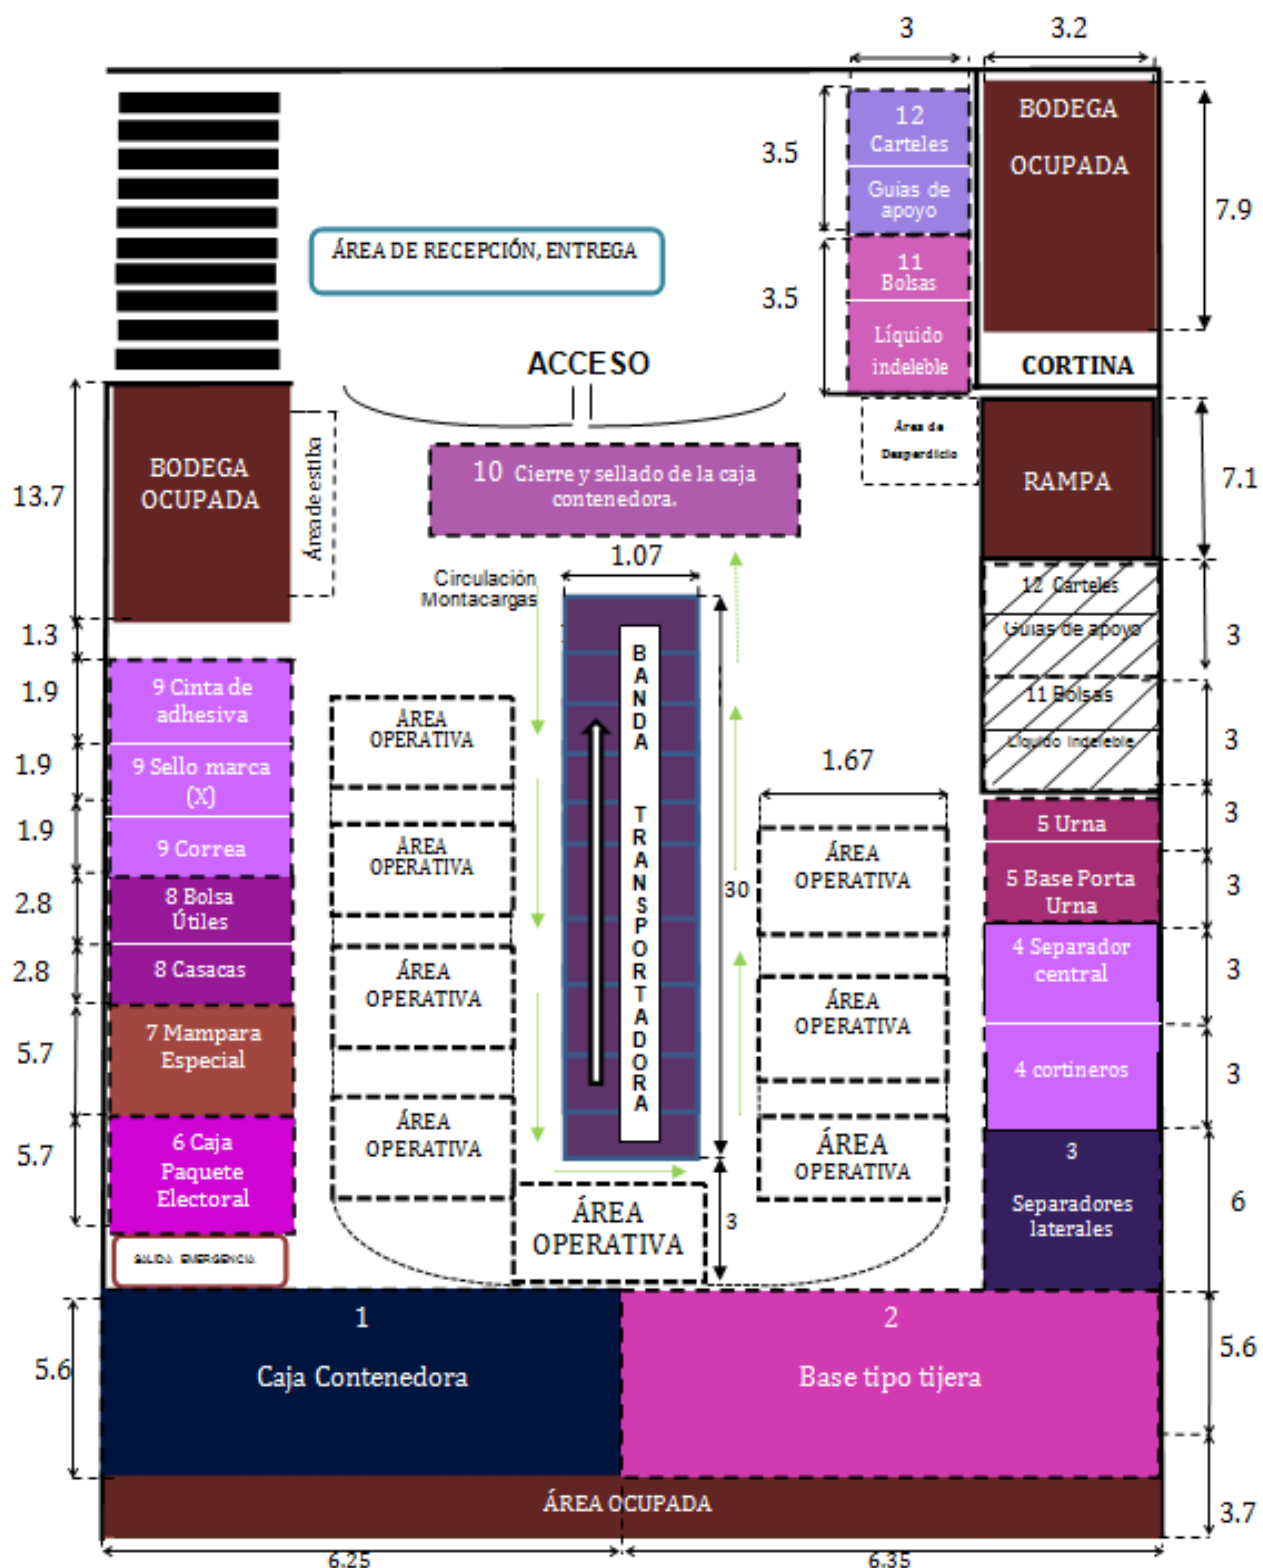 3
3.2
12
Carteles
Guías de
apoyo
3.5
BODEGA
OCUPADA
7.9
ÁREA DE RECEPCIÓN, ENTREGA
11
Bolsas
Líquido
indeleble
3.5
ACCESO
CORTINA
BODEGA
OCUPADA
13.7
Área de estiba
10 Cierre y sellado de la caja
contenedora.
Área de
Desperdicio
RAMPA
7.1
1.07
Circulación
Montacargas
12 Carteles
Guías de apoyo
3
1.3
1.9
9 Cinta de
adhesiva
ÁREA
OPERATIVA
BANDA TRANSPORTADORA
11 Bolsas
Líquido indeleble
3
1.9
9 Sello marca
(X)
1.67
1.9
9 Correa
ÁREA
OPERATIVA
ÁREA
OPERATIVA
5 Urna
3
30
5 Base Porta
Urna
3
2.8
8 Bolsa
Útiles
2.8
8 Casacas
ÁREA
OPERATIVA
ÁREA
OPERATIVA
4 Separador
central
3
5.7
7 Mampara
Especial
4 cortineros
3
5.7
6 Caja
Paquete
Electoral
ÁREA
OPERATIVA
ÁREA
OPERATIVA
3
Separadores
laterales
6
ÁREA
OPERATIVA
3
SALIDA EMERGENCIA
1
Caja Contenedora
5.6
2
Base tipo tijera
5.6
ÁREA OCUPADA
3.7
6.25
6.35